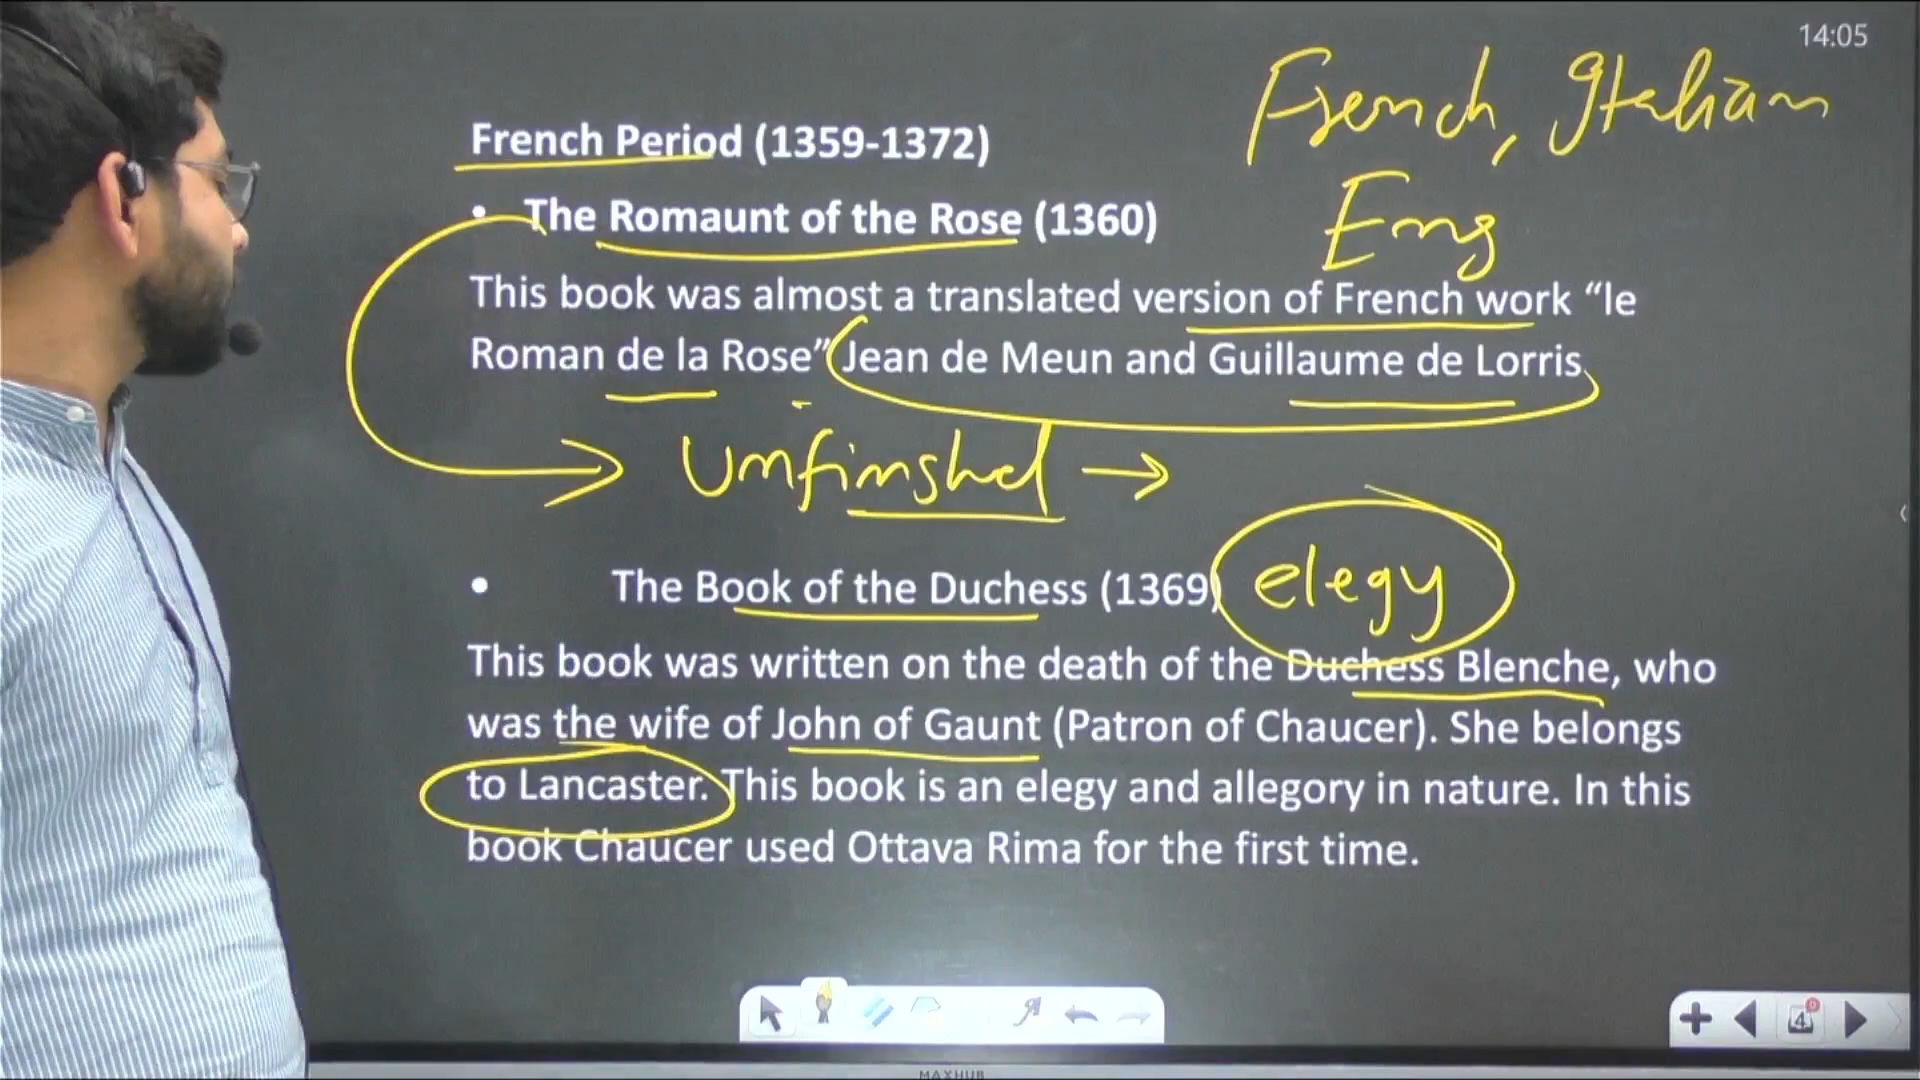 14:05
French, Italian
French Period (1359-1372)
• The Romaunt of the Rose (1360)
Eng
This book was almost a translated version of French work “le
Roman de la Rose” Jean de Meun and Guillaume de Lorris
Unfinshed →
• The Book of the Duchess (1369) elegy
This book was written on the death of the Duchess Blenche, who
was the wife of John of Gaunt (Patron of Chaucer). She belongs
to Lancaster. This book is an elegy and allegory in nature. In this
book Chaucer used Ottava Rima for the first time.
4
MAXHUB